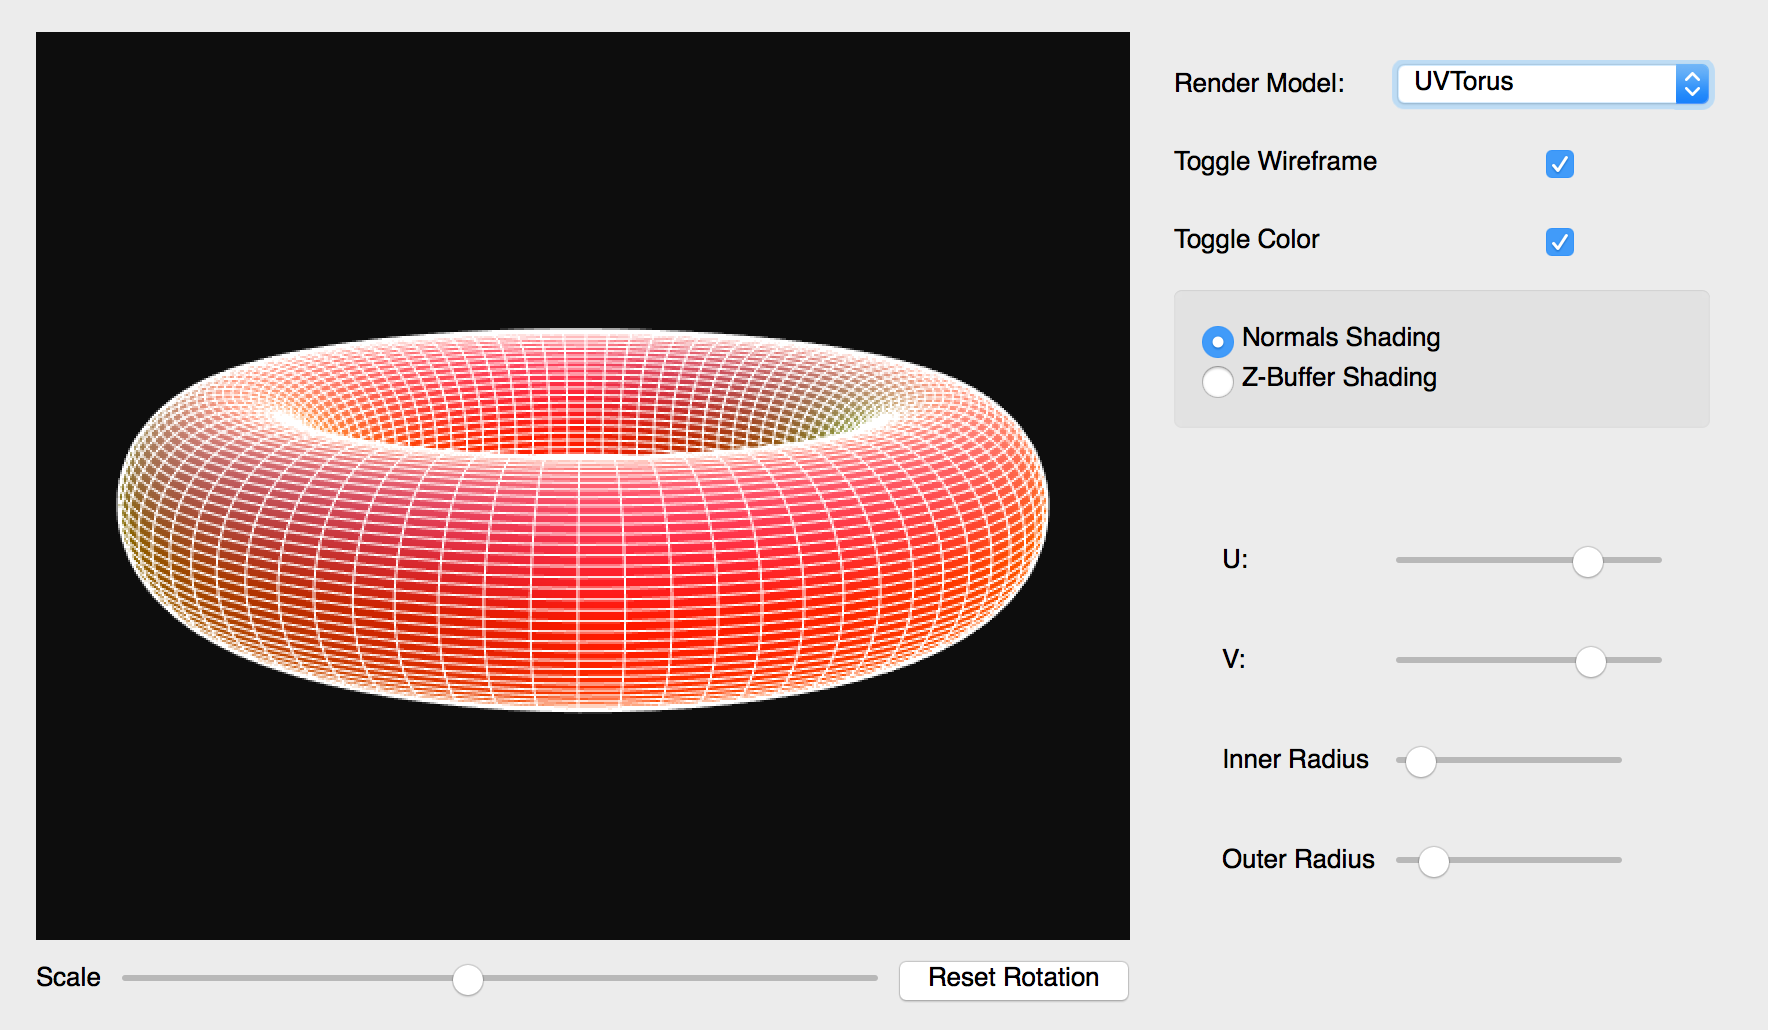 Render Model: UVTorus
Toggle Wireframe
Toggle Color
Normals Shading
Z-Buffer Shading
U:
V:
Inner Radius
Outer Radius
Scale
Reset Rotation